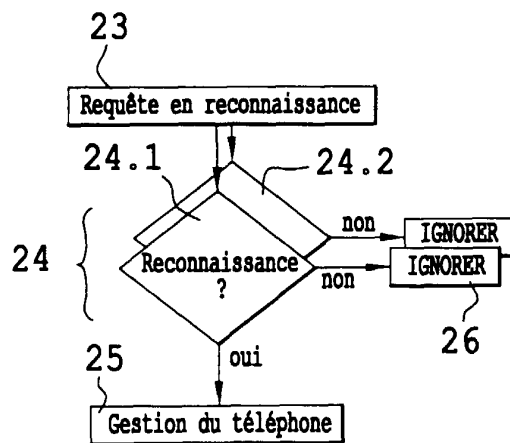 23
Requête en reconnaissance
24.1
24.2
non
IGNORER
24
Reconnaissance
?
non
IGNORER
26
oui
25
Gestion du téléphone